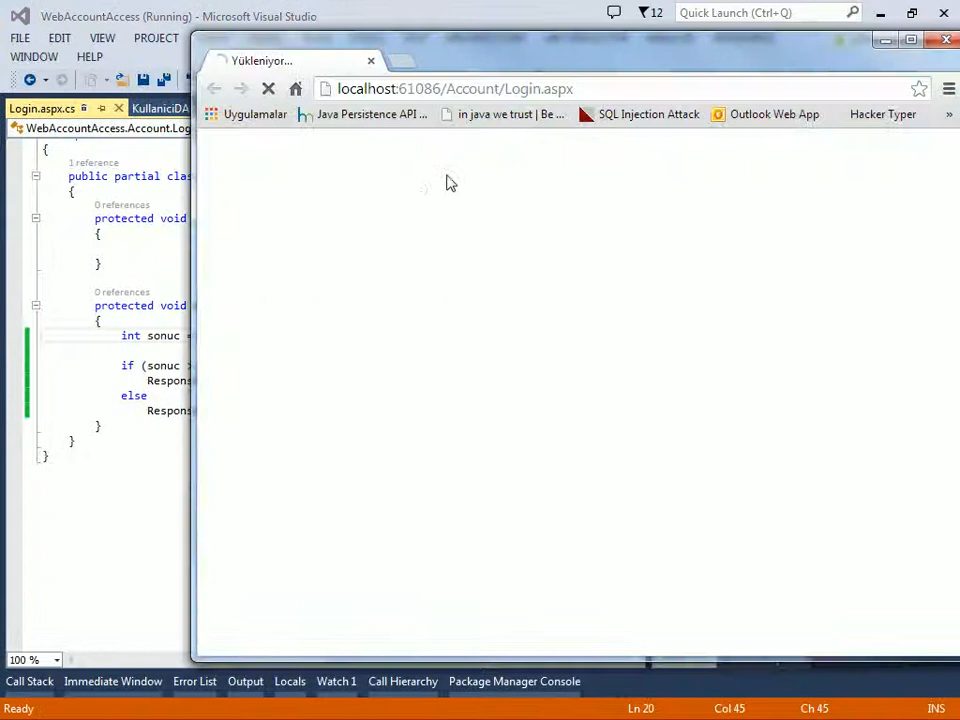 WebAccountAccess (Running) - Microsoft Visual Studio
12
Quick Launch (Ctrl+Q)
FILE EDIT VIEW PROJECT
WINDOW HELP
Yükleniyor...
localhost:61086/Account/Login.aspx
Uygulamalar
Java Persistence API ...
in java we trust | Be ...
SQL Injection Attack
Outlook Web App
Hacker Typer
»
Login.aspx.cs
KullaniciDA
WebAccountAccess.Account.Log
{
1 reference
public partial clas
{
0 references
protected void
{
}
0 references
protected void
{
int sonuc =
if (sonuc >
Respons
else
Respons
}
}
}
100 %
Call Stack Immediate Window Error List Output Locals Watch 1 Call Hierarchy Package Manager Console
Ready Ln 20 Col 45 Ch 45 INS